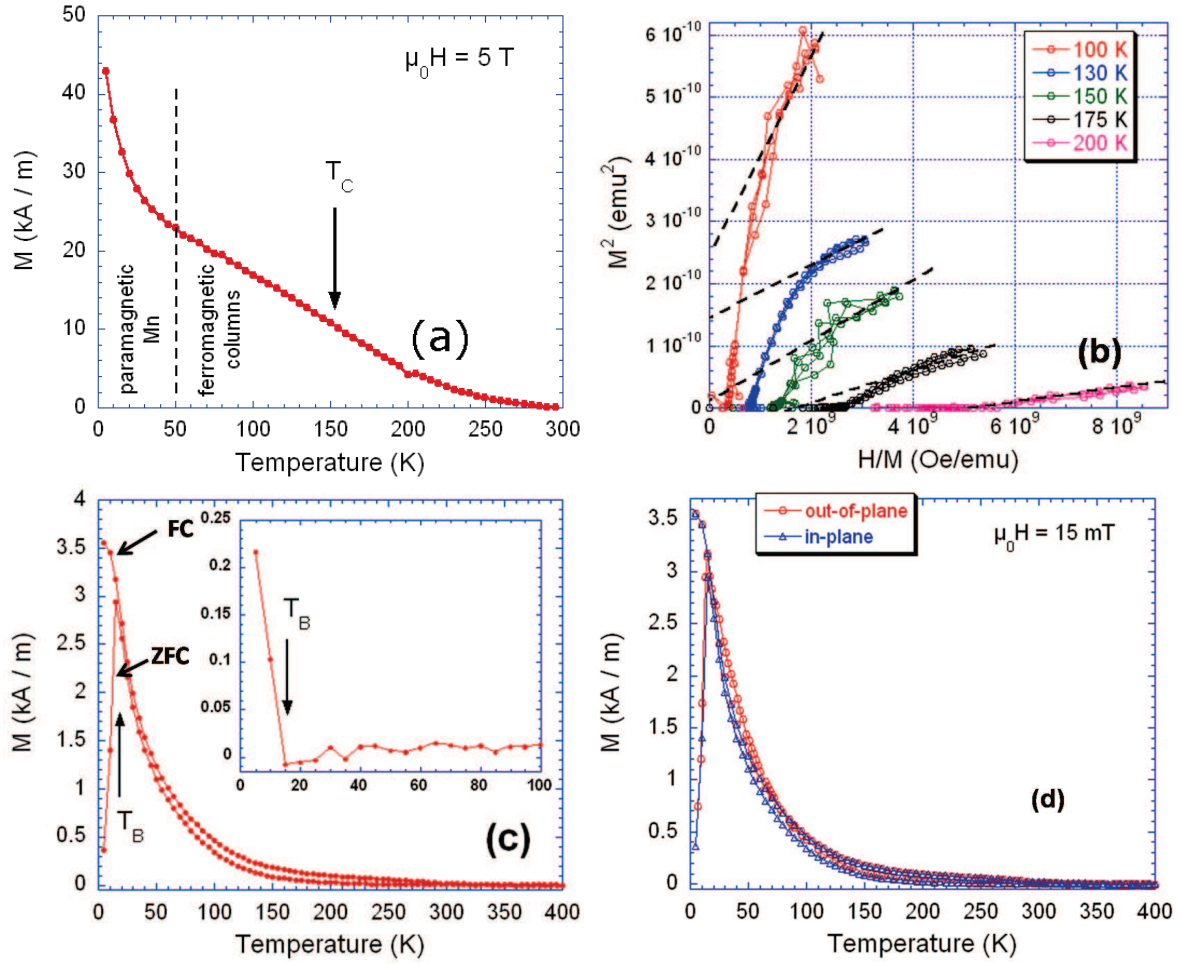 50
40
30
20
10
0
0 50 100 150 200 250 300
M (kA / m)
Temperature (K)
μ₀H = 5 T
T_C
paramagnetic
Mn
ferromagnetic
columns
(a)
6 10⁻¹⁰
5 10⁻¹⁰
4 10⁻¹⁰
3 10⁻¹⁰
2 10⁻¹⁰
1 10⁻¹⁰
0
0 2 10⁹ 4 10⁹ 6 10⁹ 8 10⁹
M² (emu²)
H/M (Oe/emu)
100 K
130 K
150 K
175 K
200 K
(b)
4
3.5
3
2.5
2
1.5
1
0.5
0
0 50 100 150 200 250 300 350 400
M (kA / m)
Temperature (K)
FC
ZFC
T_B
0.25
0.2
0.15
0.1
0.05
0
0 20 40 60 80 100
T_B
(c)
3.5
3
2.5
2
1.5
1
0.5
0
0 50 100 150 200 250 300 350 400
M (kA / m)
Temperature (K)
out-of-plane
in-plane
μ₀H = 15 mT
(d)